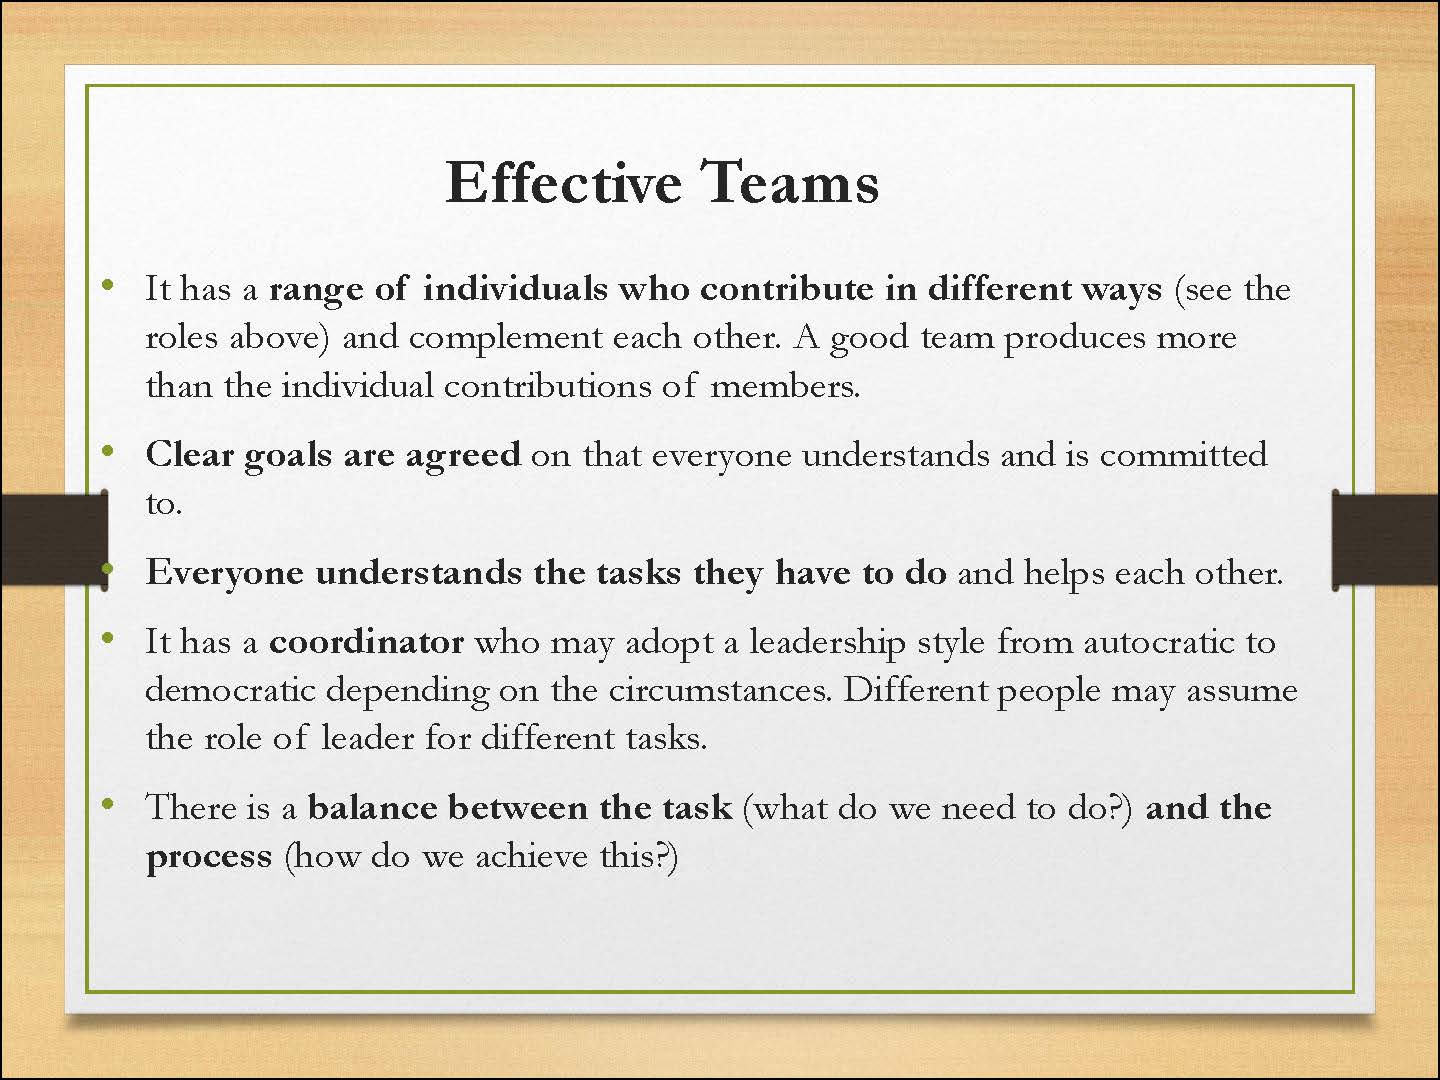 Effective Teams
• It has a range of individuals who contribute in different ways (see the
roles above) and complement each other. A good team produces more
than the individual contributions of members.
• Clear goals are agreed on that everyone understands and is committed
to.
• Everyone understands the tasks they have to do and helps each other.
• It has a coordinator who may adopt a leadership style from autocratic to
democratic depending on the circumstances. Different people may assume
the role of leader for different tasks.
• There is a balance between the task (what do we need to do?) and the
process (how do we achieve this?)